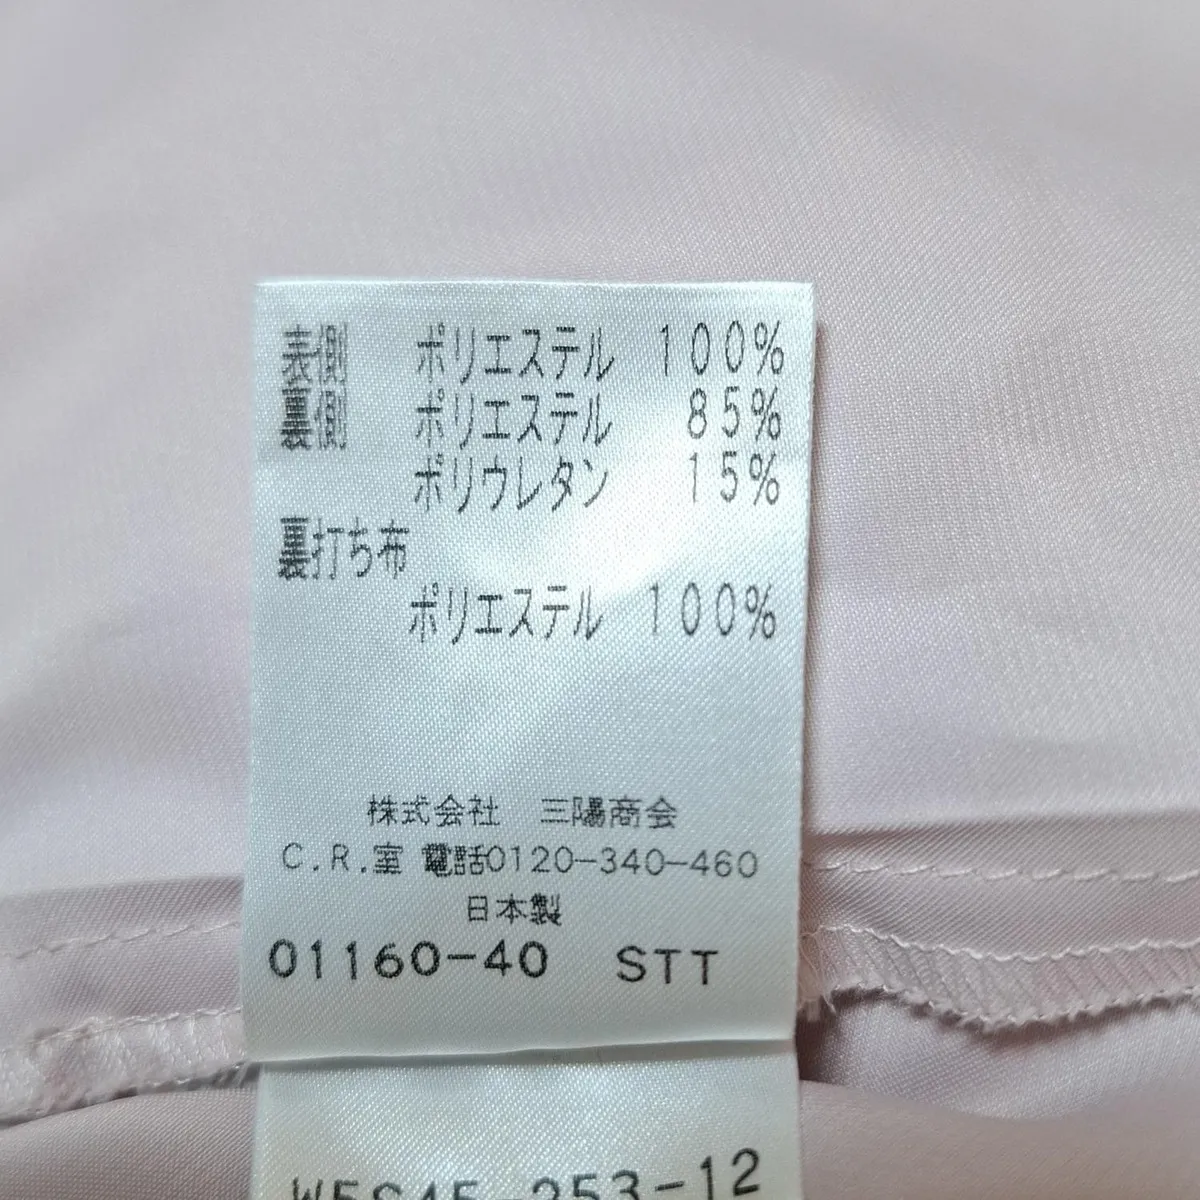 表側 ポリエステル 100%
裏側 ポリエステル 85%
ポリウレタン 15%
裏打ち布
ポリエステル 100%
株式会社 三陽商会
C.R.室 電話0120-340-460
日本製
01160-40 STT